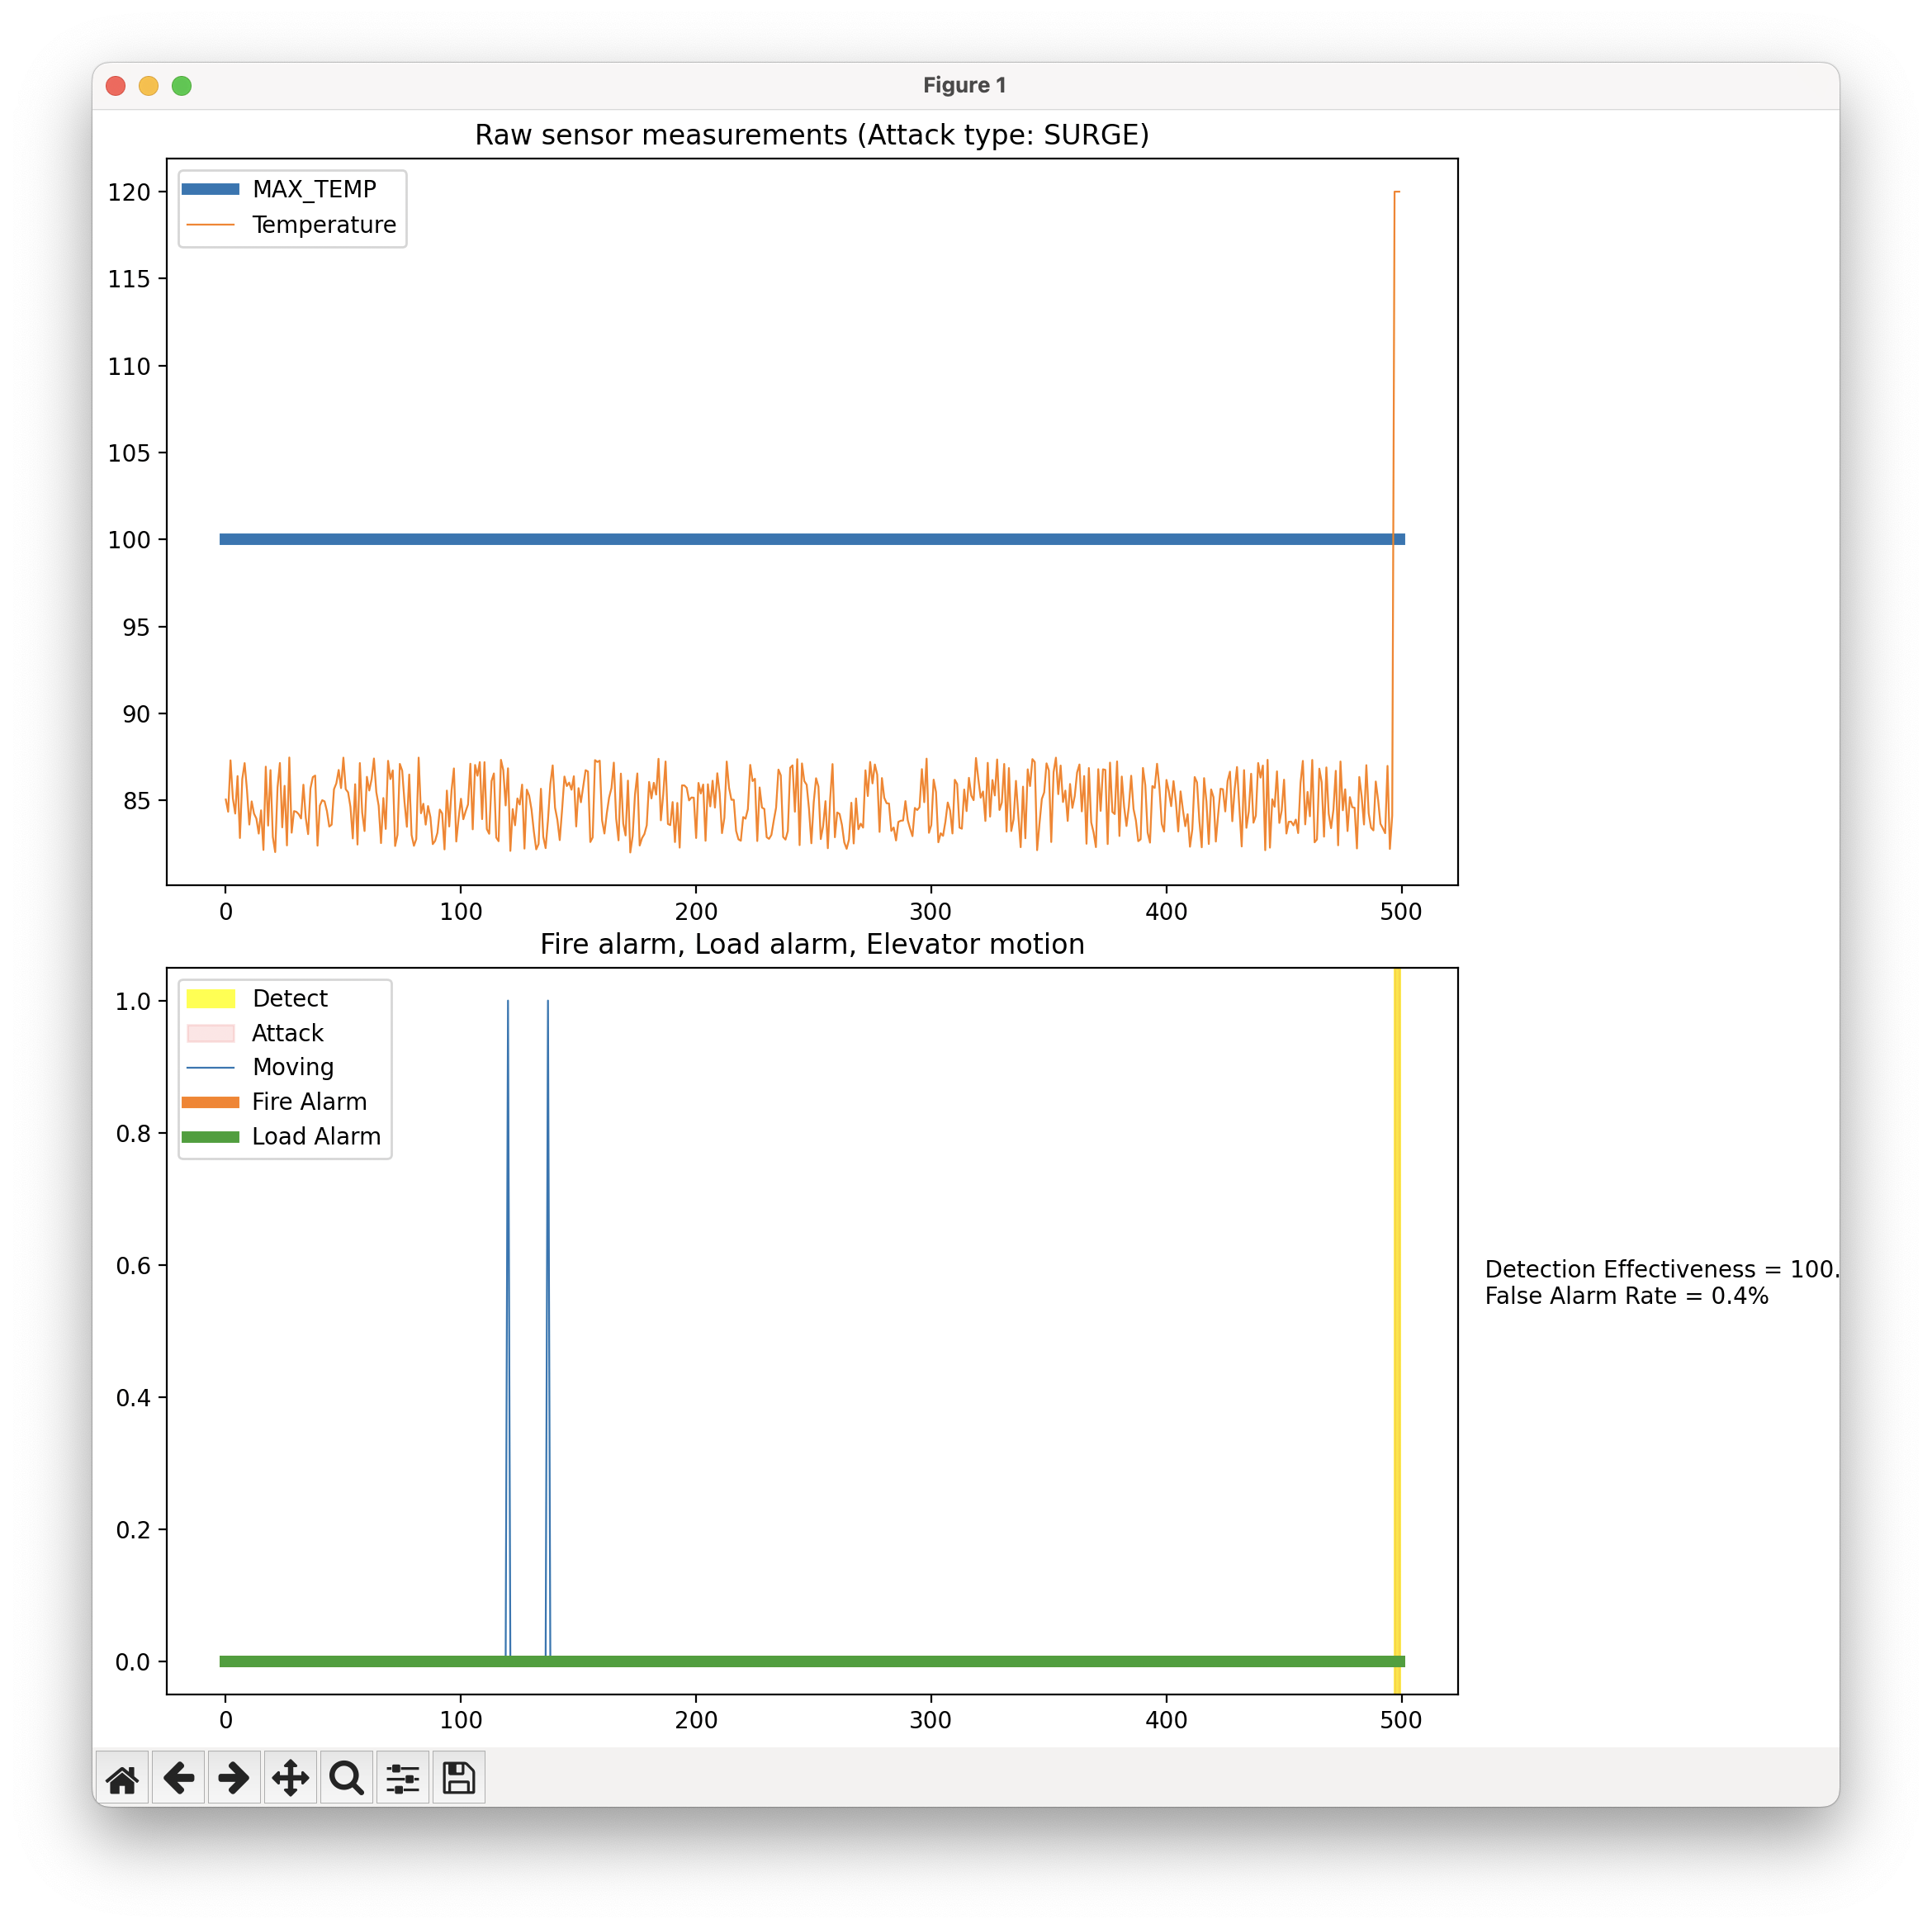 Figure 1
Raw sensor measurements (Attack type: SURGE)
MAX_TEMP
Temperature
120
115
110
105
100
95
90
85
0 100 200 300 400 500
Fire alarm, Load alarm, Elevator motion
Detect
Attack
Moving
Fire Alarm
Load Alarm
1.0
0.8
0.6
0.4
0.2
0.0
0 100 200 300 400 500
Detection Effectiveness = 100.
False Alarm Rate = 0.4%